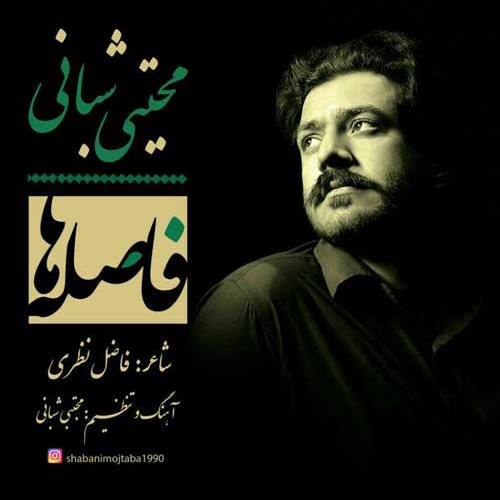 مجتبی شبانی
فاصله‌ها
شاعر: فاضل نظری
آهنگ و تنظیم: مجتبی شبانی
shabanimojtaba1990